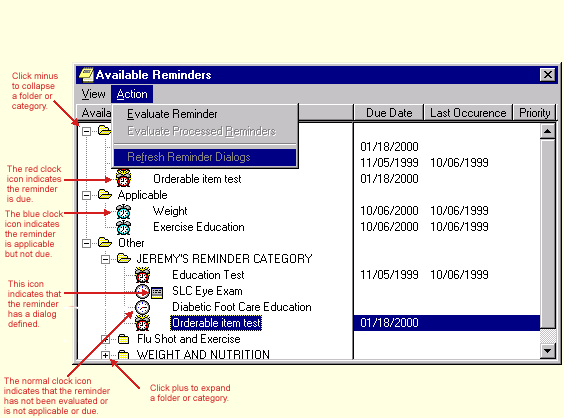 Available Reminders
View Action
Availa Due Date Last Occurence Priority
Evaluate Reminder
Evaluate Processed Reminders
Refresh Reminder Dialogs
01/18/2000
11/05/1999 10/06/1999
Orderable item test 01/18/2000
Applicable
Weight 10/06/2000 10/06/1999
Exercise Education 10/06/2000 10/06/1999
Other
JEREMY'S REMINDER CATEGORY
Education Test 11/05/1999 10/06/1999
SLC Eye Exam
Diabetic Foot Care Education
Orderable item test 01/18/2000
Flu Shot and Exercise
WEIGHT AND NUTRITION
Click minus
to collapse
a folder or
category.
The red clock
icon indicates
the reminder
is due.
The blue clock
icon indicates
the reminder
is applicable
but not due.
This icon
indicates that
the reminder
has a dialog
defined.
The normal clock icon
indicates that the reminder
has not been evaluated or
is not applicable or due.
Click plus to expand
a folder or category.